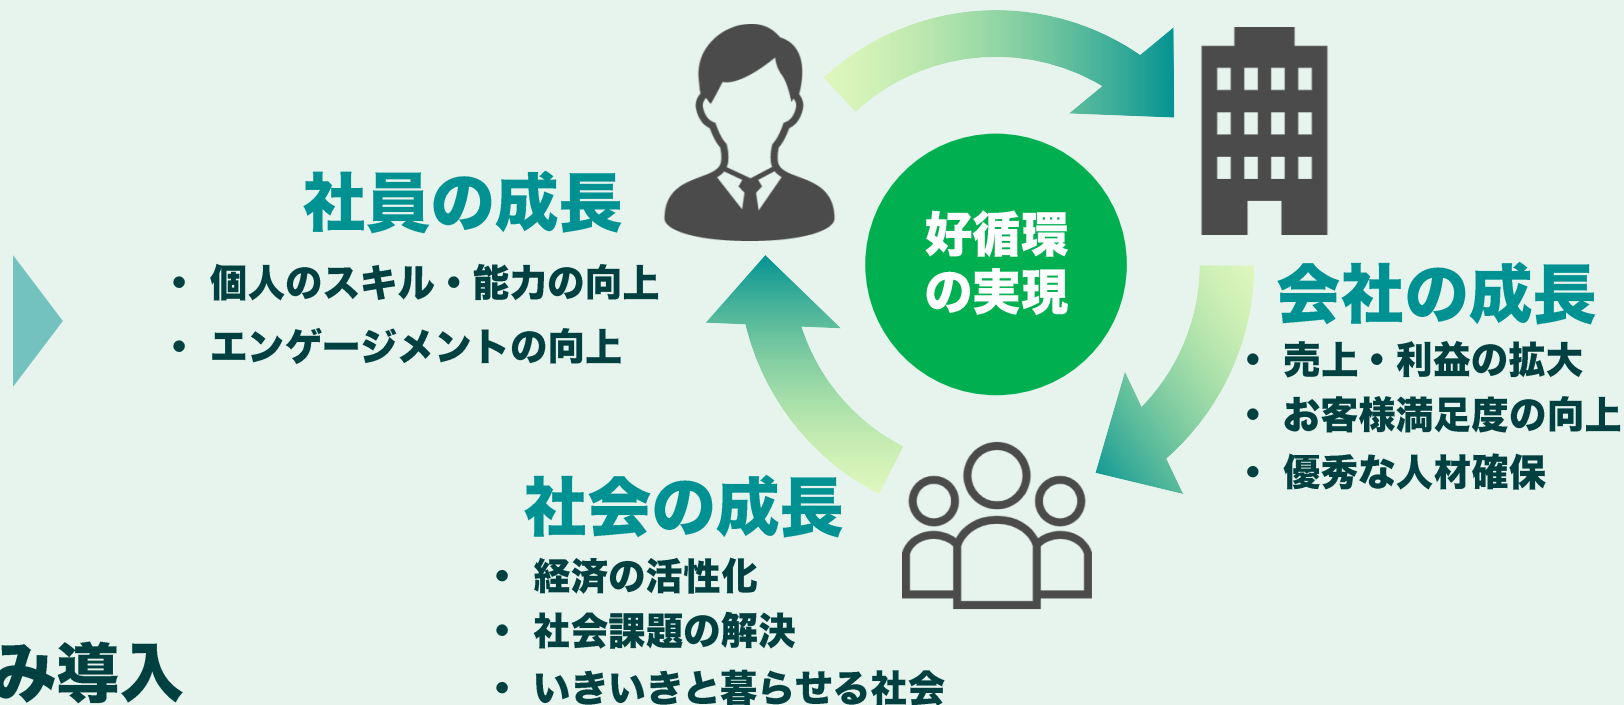 社員の成長
• 個人のスキル・能力の向上
• エンゲージメントの向上
好循環
の実現
会社の成長
• 売上・利益の拡大
• お客様満足度の向上
• 優秀な人材確保
社会の成長
• 経済の活性化
• 社会課題の解決
• いきいきと暮らせる社会
み導入